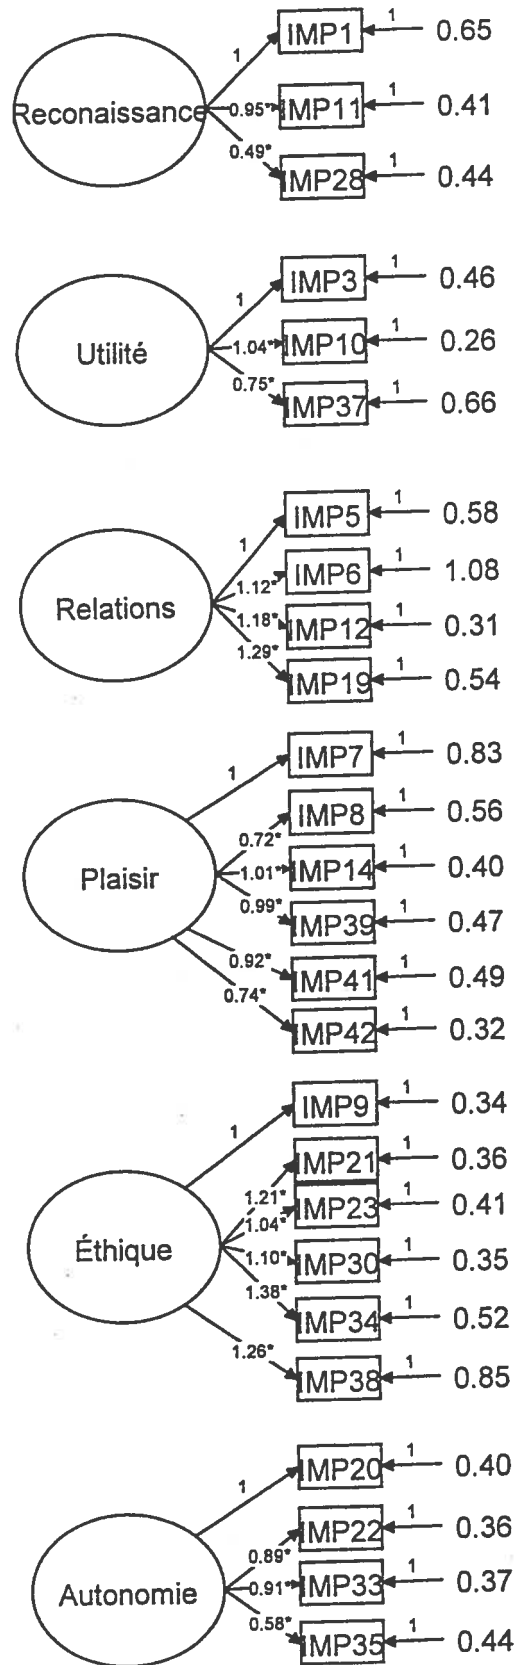 1 IMP1 1 0.65
Reconaissance 0.95* IMP11 1 0.41
0.49* IMP28 1 0.44
1 IMP3 1 0.46
Utilité 1.04* IMP10 1 0.26
0.75* IMP37 1 0.66
1 IMP5 1 0.58
1.12* IMP6 1 1.08
Relations 1.18* IMP12 1 0.31
1.29* IMP19 1 0.54
1 IMP7 1 0.83
0.72* IMP8 1 0.56
Plaisir 1.01* IMP14 1 0.40
0.99* IMP39 1 0.47
0.92* IMP41 1 0.49
0.74* IMP42 1 0.32
1 IMP9 1 0.34
1.21* IMP21 1 0.36
Éthique 1.04* IMP23 1 0.41
1.10* IMP30 1 0.35
1.38* IMP34 1 0.52
1.26* IMP38 1 0.85
1 IMP20 1 0.40
0.89* IMP22 1 0.36
Autonomie 0.91* IMP33 1 0.37
0.58* IMP35 1 0.44